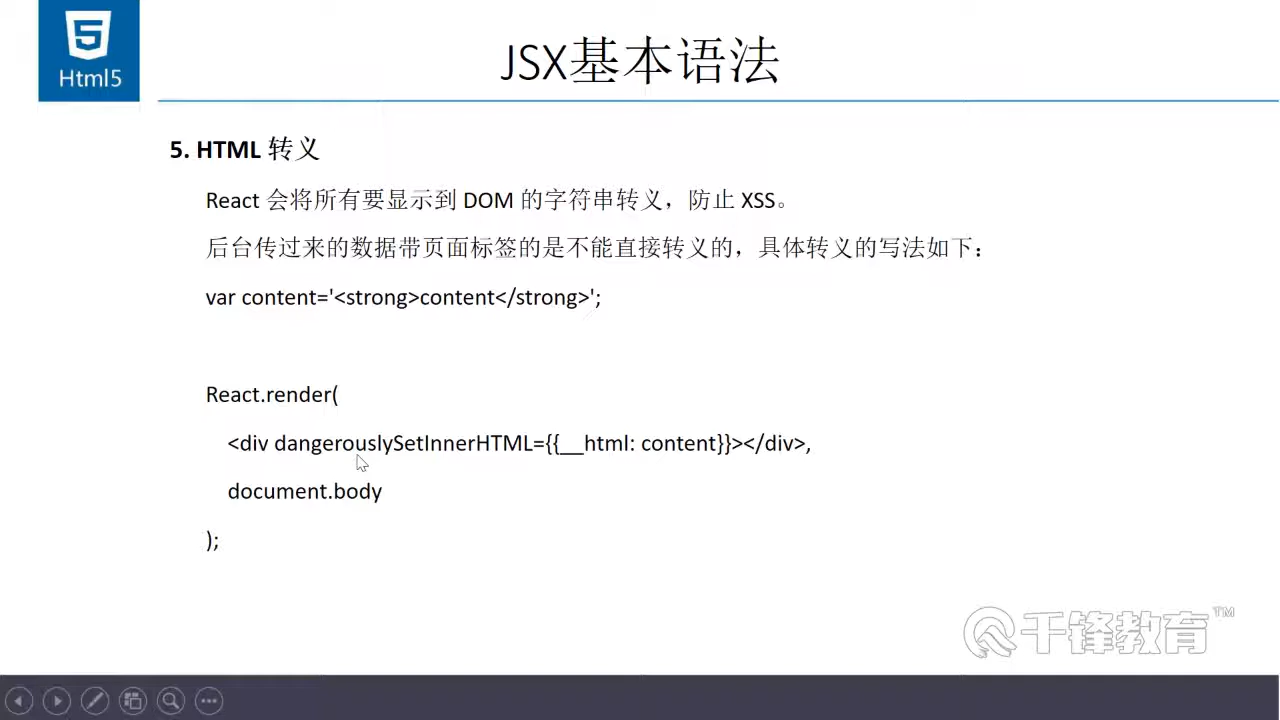 5
Html5
JSX基本语法
5. HTML 转义
React 会将所有要显示到 DOM 的字符串转义，防止 XSS。
后台传过来的数据带页面标签的是不能直接转义的，具体转义的写法如下：
var content='<strong>content</strong>';
React.render(
<div dangerouslySetInnerHTML={{__html: content}}></div>,
document.body
);
千锋教育™